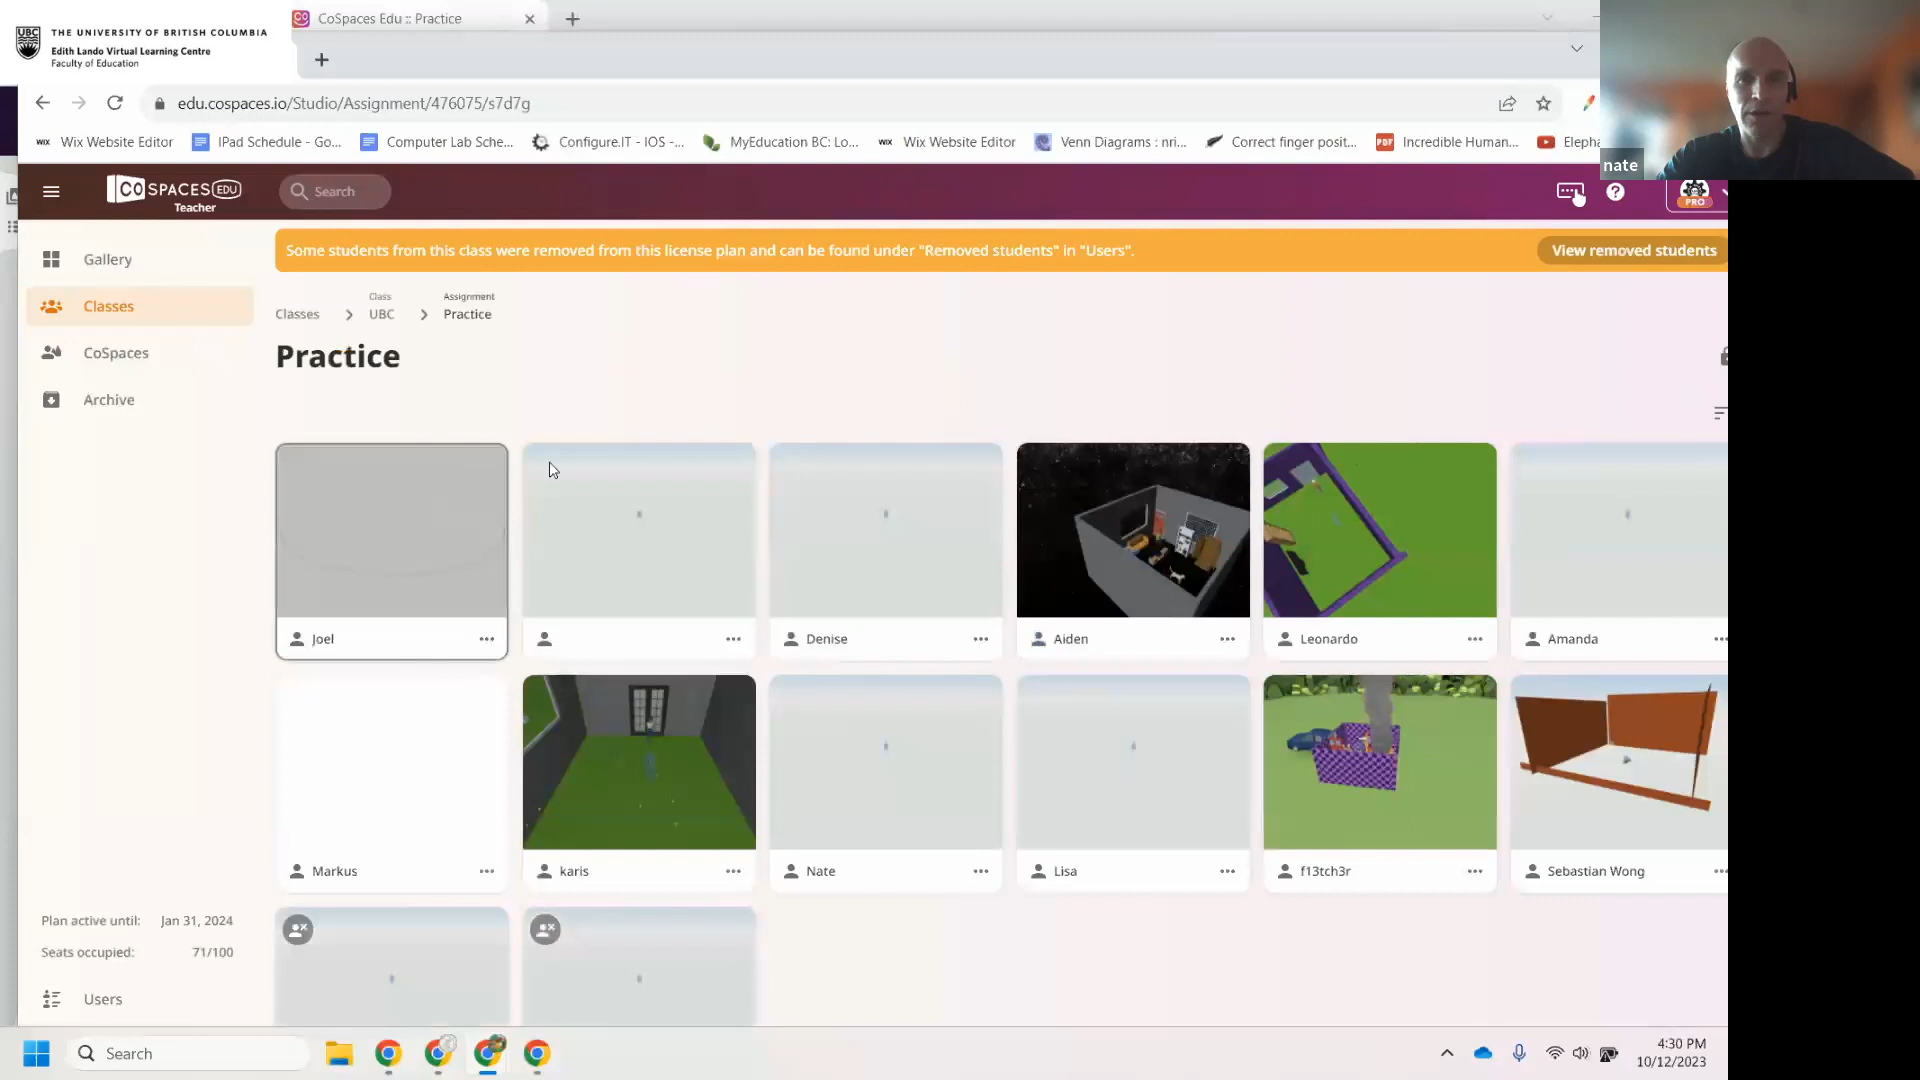 THE UNIVERSITY OF BRITISH COLUMBIA
UBC
Edith Lando Virtual Learning Centre
Faculty of Education
CoSpaces Edu :: Practice
edu.cospaces.io/Studio/Assignment/476075/s7d7g
Wix Website Editor
IPad Schedule - Go...
Computer Lab Sche...
Configure.IT - IOS -...
MyEducation BC: Lo...
Wix Website Editor
Venn Diagrams : nri...
Correct finger posit...
Incredible Human...
Elepha
nate
COSPACES EDU
Teacher
Search
PRO
Gallery
Classes
CoSpaces
Archive
Some students from this class were removed from this license plan and can be found under "Removed students" in "Users".
View removed students
Class
Assignment
Classes > UBC > Practice
Practice
Joel
Denise
Aiden
Leonardo
Amanda
Markus
karis
Nate
Lisa
f13tch3r
Sebastian Wong
Plan active until: Jan 31, 2024
Seats occupied: 71/100
Users
Search
4:30 PM
10/12/2023